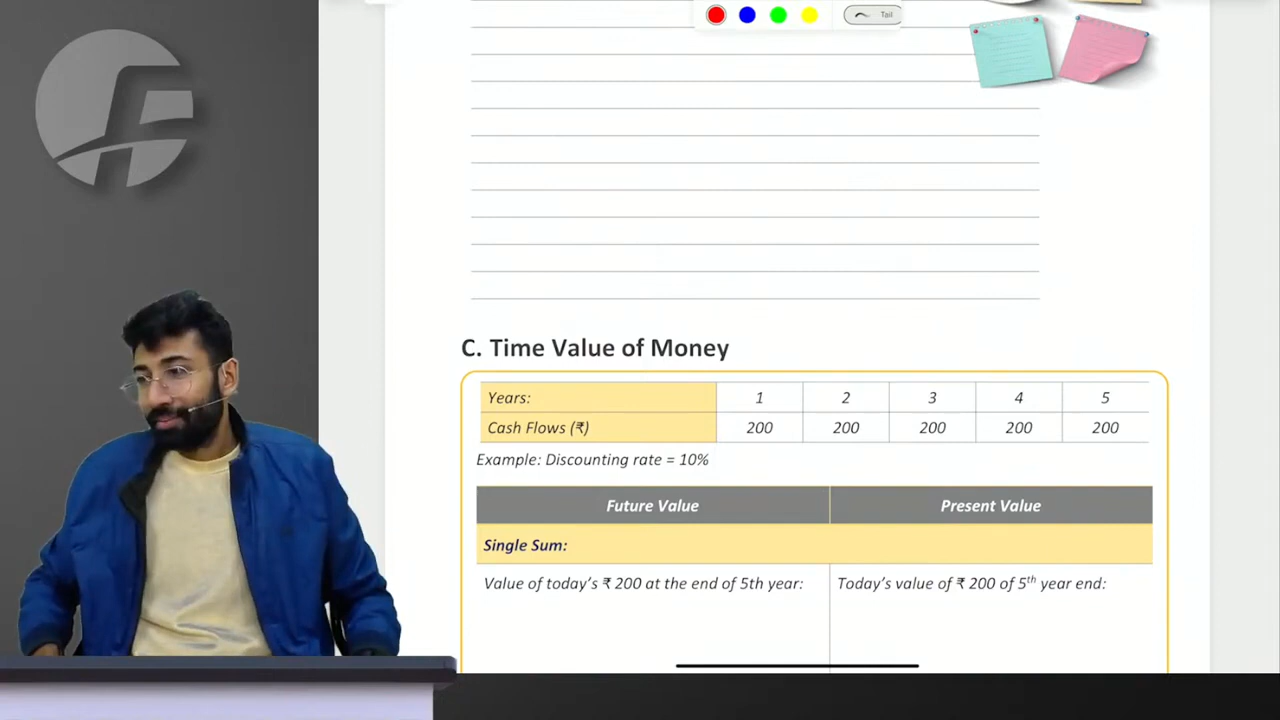 Tail
C. Time Value of Money
Years: 1 2 3 4 5
Cash Flows (₹) 200 200 200 200 200
Example: Discounting rate = 10%
Future Value Present Value
Single Sum:
Value of today's ₹ 200 at the end of 5th year: Today's value of ₹ 200 of 5th year end: